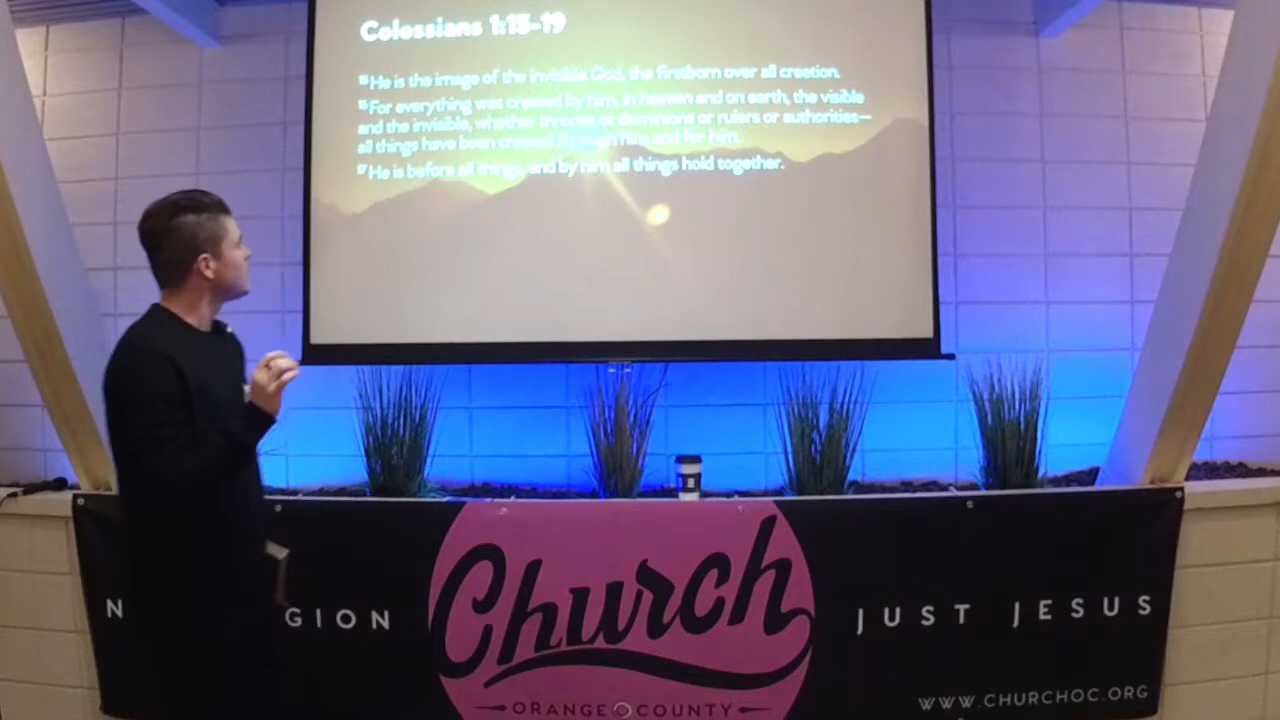 Colossians 1:15-19
15 He is the image of the invisible God, the firstborn over all creation.
16 For everything was created by him, in heaven and on earth, the visible
and the invisible, whether thrones or dominions or rulers or authorities—
all things have been created through him and for him.
17 He is before all things, and by him all things hold together.
N GION
Church
JUST JESUS
ORANGE COUNTY
WWW.CHURCHOC.ORG